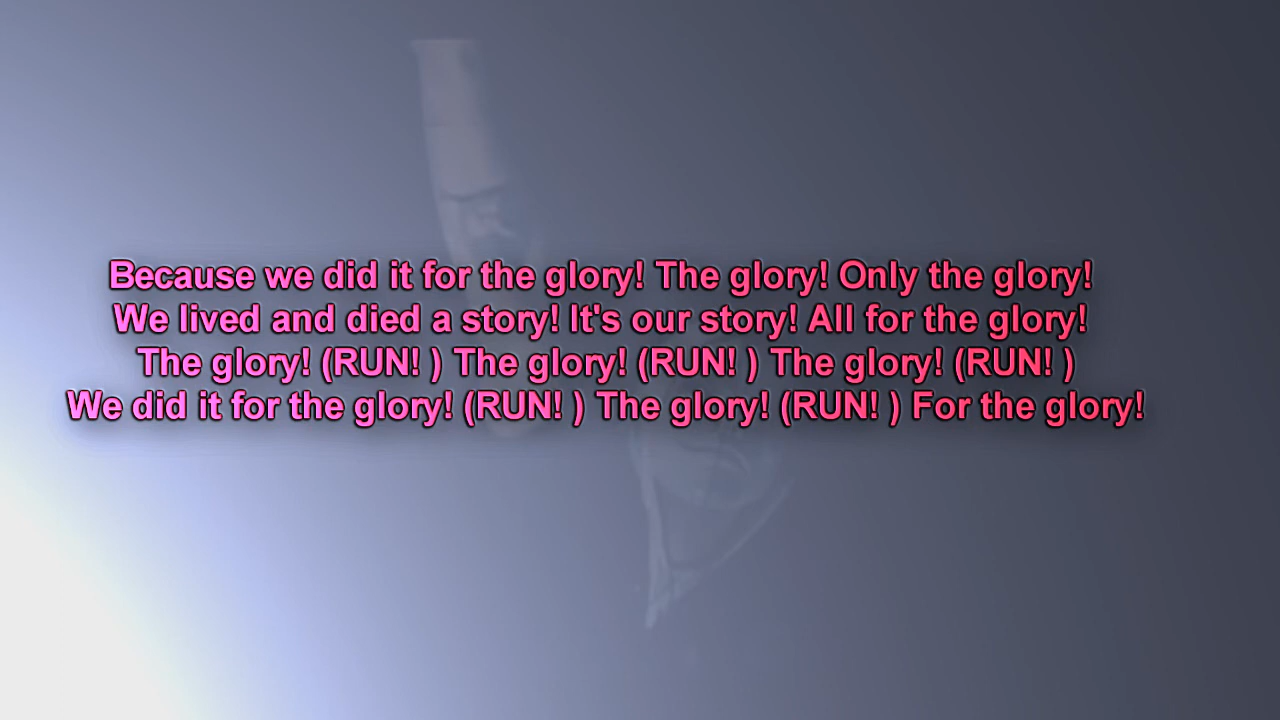 Because we did it for the glory! The glory! Only the glory!
We lived and died a story! It's our story! All for the glory!
The glory! (RUN! ) The glory! (RUN! ) The glory! (RUN! )
We did it for the glory! (RUN! ) The glory! (RUN! ) For the glory!